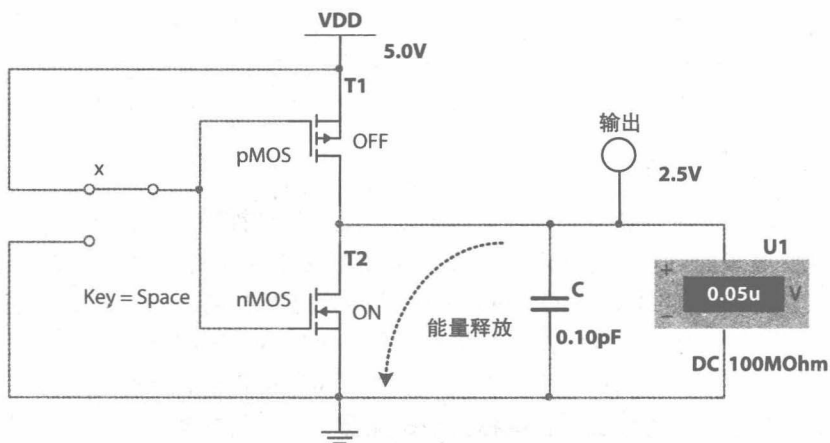 VDD
5.0V
T1
pMOS
OFF
x
输出
2.5V
T2
Key = Space
nMOS
ON
能量释放
C
0.10pF
U1
+
0.05u
V
−
DC 100MOhm